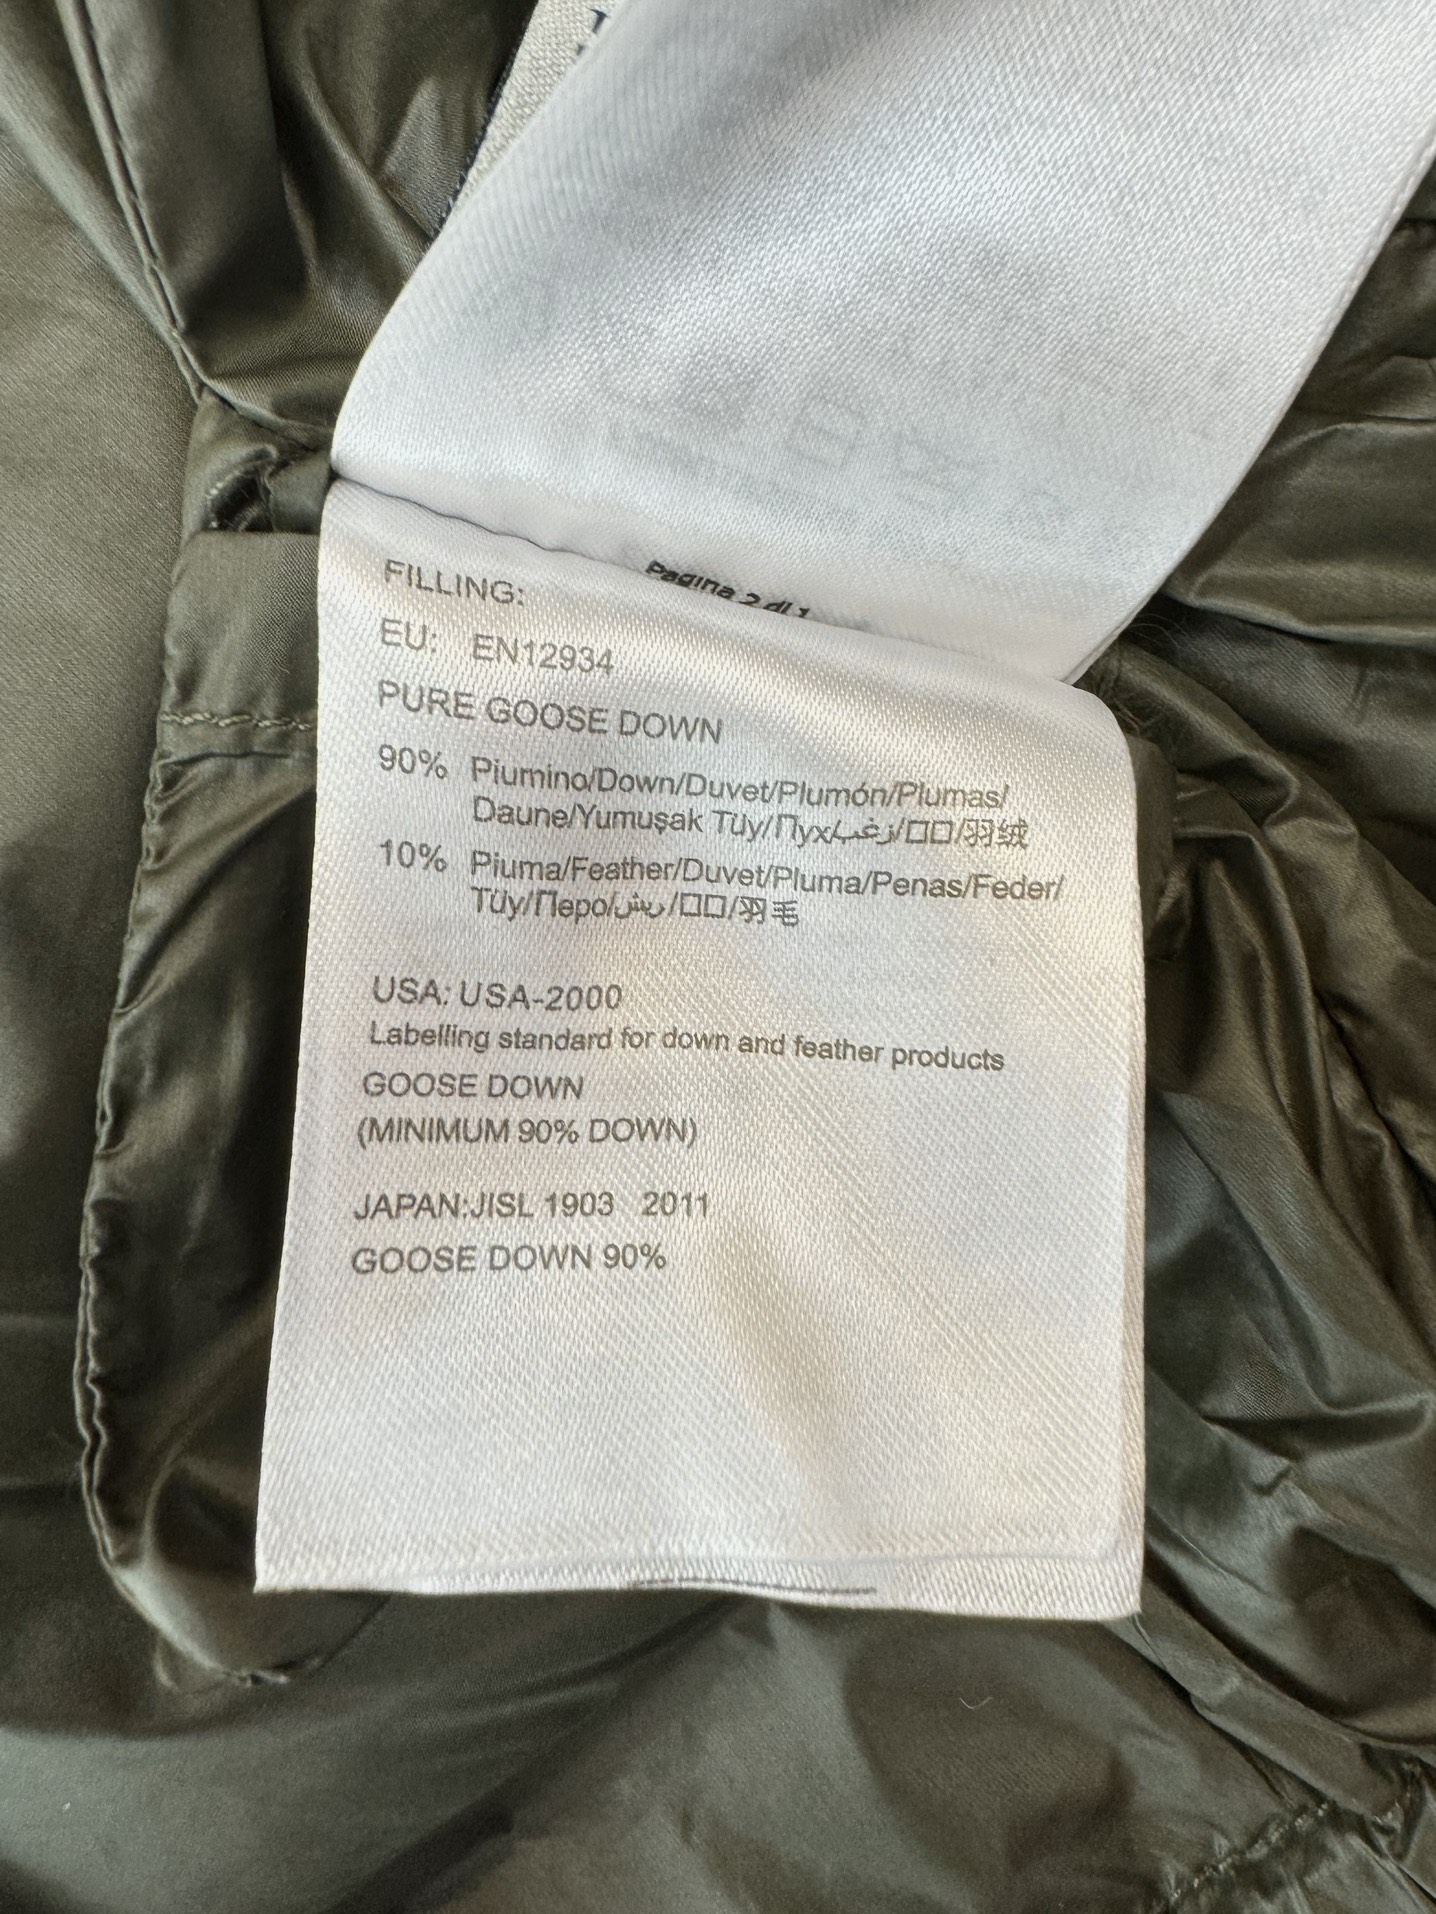 Pagina 2 di 1
FILLING:
EU: EN12934
PURE GOOSE DOWN
90% Piumino/Down/Duvet/Plumón/Plumas/
Daune/Yumuşak Tüy/Пух/زغب/□□/羽绒
10% Piuma/Feather/Duvet/Pluma/Penas/Feder/
Tüy/Перо/ريش/□□/羽毛
USA: USA-2000
Labelling standard for down and feather products
GOOSE DOWN
(MINIMUM 90% DOWN)
JAPAN:JISL 1903 2011
GOOSE DOWN 90%